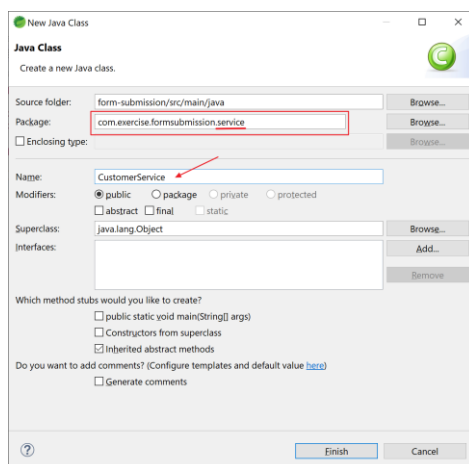 New Java Class
Java Class
Create a new Java class.
Source folder: form-submission/src/main/java Browse...
Package: com.exercise.formsubmission.service Browse...
Enclosing type: Browse...
Name: CustomerService
Modifiers: public package private protected
abstract final static
Superclass: java.lang.Object Browse...
Interfaces: Add...
Remove
Which method stubs would you like to create?
public static void main(String[] args)
Constructors from superclass
Inherited abstract methods
Do you want to add comments? (Configure templates and default value here)
Generate comments
? Finish Cancel